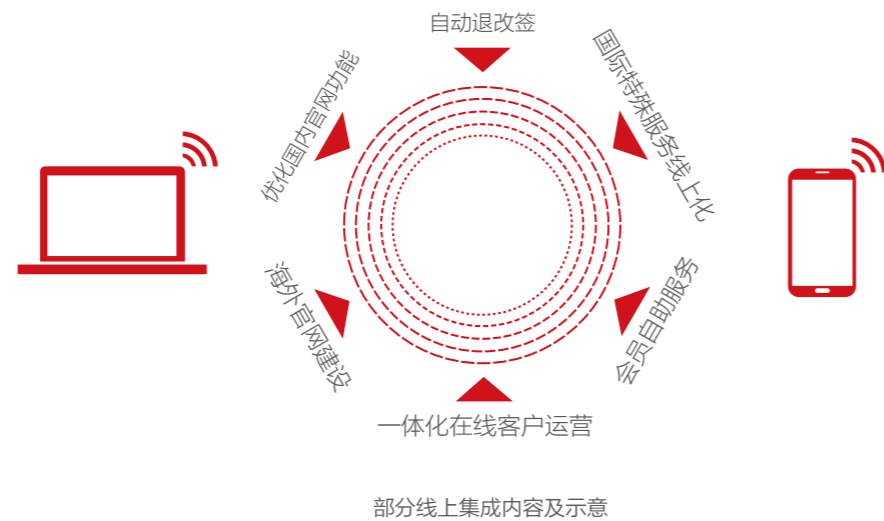 自动退改签
国际特殊服务线上化
优化国内官网功能
海外官网建设
会员自助服务
一体化在线客户运营
部分线上集成内容及示意